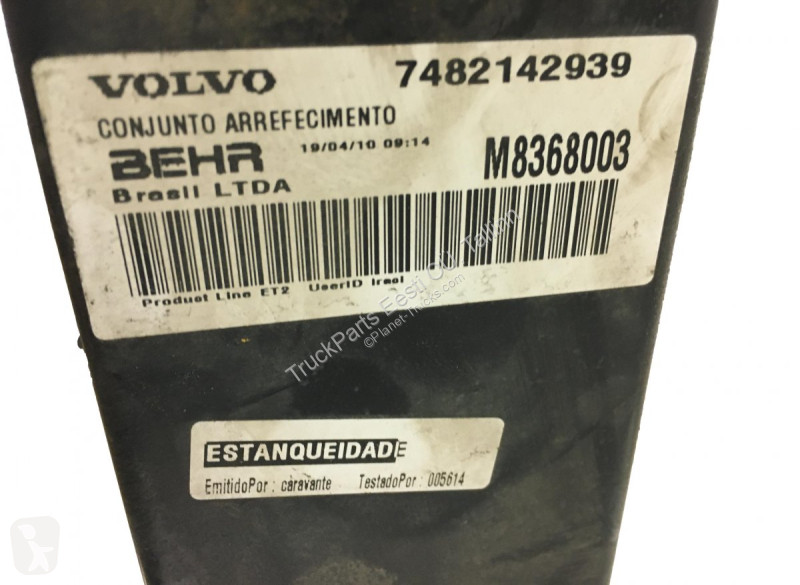 VOLVO 7482142939
CONJUNTO ARREFECIMENTO
BEHR 19/04/10 09:14 M8368003
Brasil LTDA
Product Line ET2 UserID Irmol
TruckParts Eesti OÜ, Tallinn
©Planet-Trucks.com
ESTANQUEIDADE
EmitidoPor : caravante TestadoPor : 005614